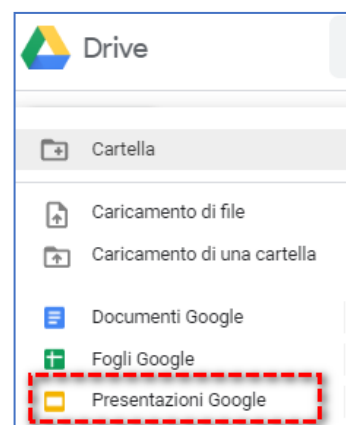 Drive
Cartella
Caricamento di file
Caricamento di una cartella
Documenti Google
Fogli Google
Presentazioni Google